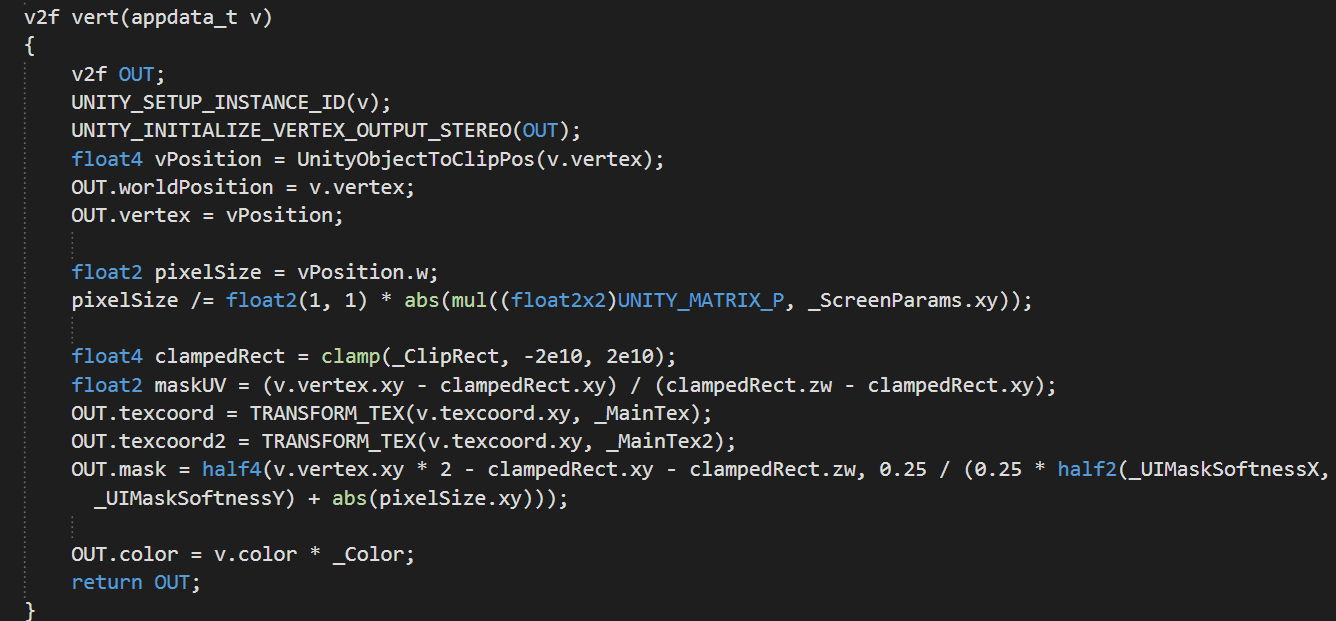 v2f vert(appdata_t v)
{
    v2f OUT;
    UNITY_SETUP_INSTANCE_ID(v);
    UNITY_INITIALIZE_VERTEX_OUTPUT_STEREO(OUT);
    float4 vPosition = UnityObjectToClipPos(v.vertex);
    OUT.worldPosition = v.vertex;
    OUT.vertex = vPosition;

    float2 pixelSize = vPosition.w;
    pixelSize /= float2(1, 1) * abs(mul((float2x2)UNITY_MATRIX_P, _ScreenParams.xy));

    float4 clampedRect = clamp(_ClipRect, -2e10, 2e10);
    float2 maskUV = (v.vertex.xy - clampedRect.xy) / (clampedRect.zw - clampedRect.xy);
    OUT.texcoord = TRANSFORM_TEX(v.texcoord.xy, _MainTex);
    OUT.texcoord2 = TRANSFORM_TEX(v.texcoord.xy, _MainTex2);
    OUT.mask = half4(v.vertex.xy * 2 - clampedRect.xy - clampedRect.zw, 0.25 / (0.25 * half2(_UIMaskSoftnessX,
      _UIMaskSoftnessY) + abs(pixelSize.xy)));

    OUT.color = v.color * _Color;
    return OUT;
}